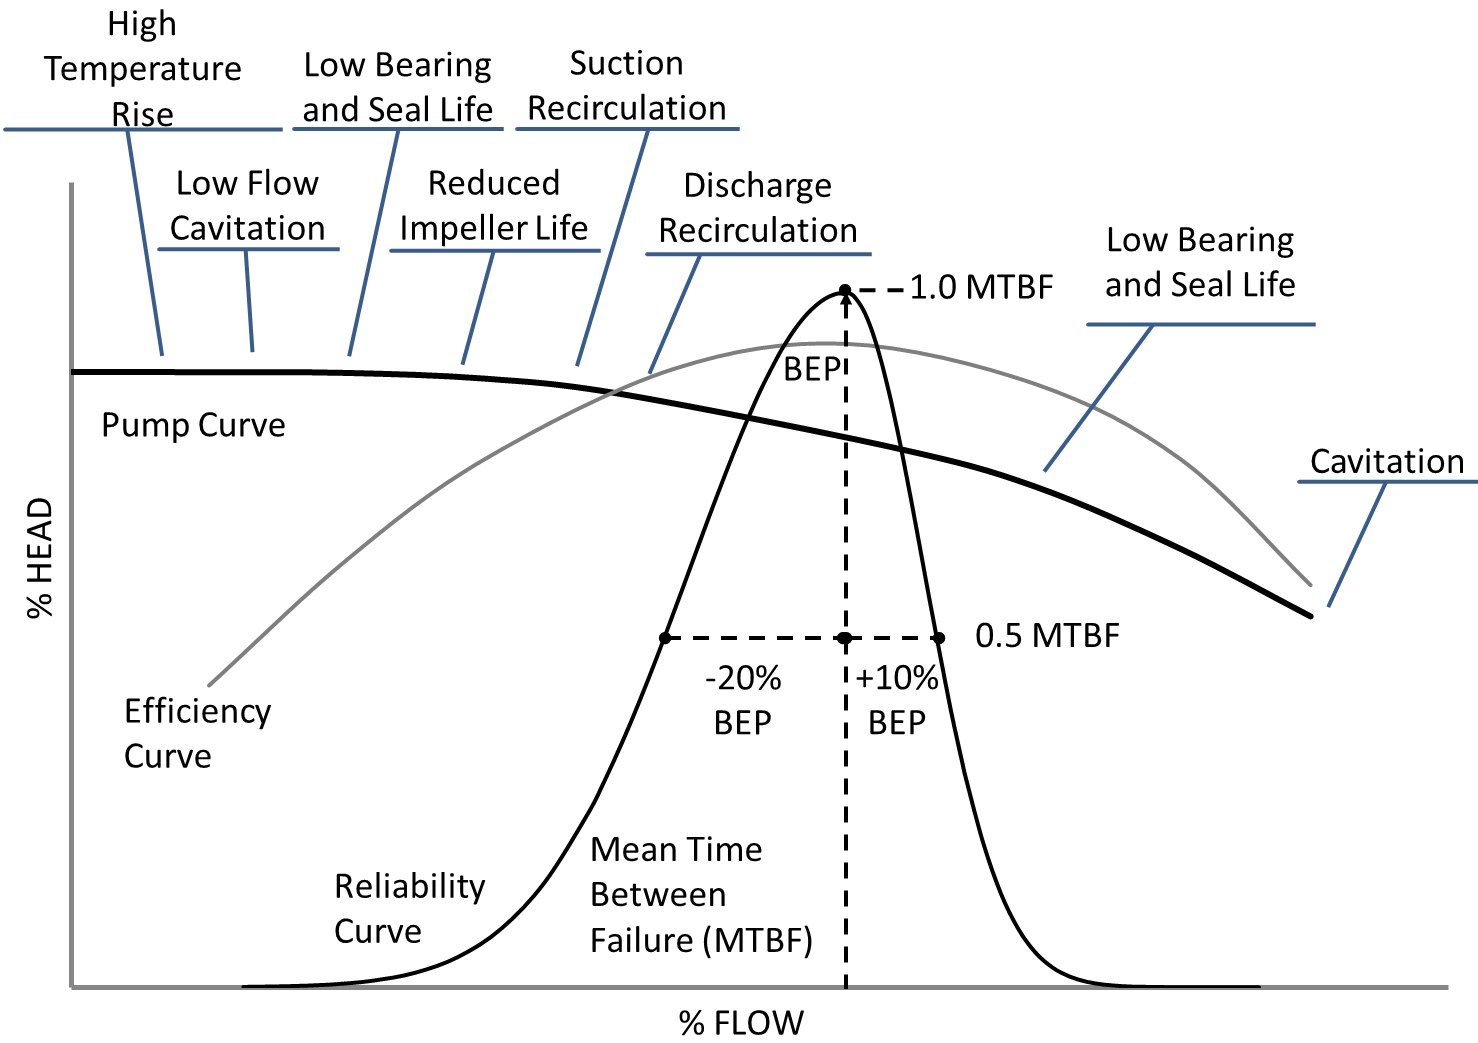 High
Temperature
Rise
Low Bearing
and Seal Life
Suction
Recirculation
Low Flow
Cavitation
Reduced
Impeller Life
Discharge
Recirculation
Low Bearing
and Seal Life
1.0 MTBF
BEP
Pump Curve
Cavitation
% HEAD
0.5 MTBF
-20%
BEP
+10%
BEP
Efficiency
Curve
Mean Time
Between
Failure (MTBF)
Reliability
Curve
% FLOW